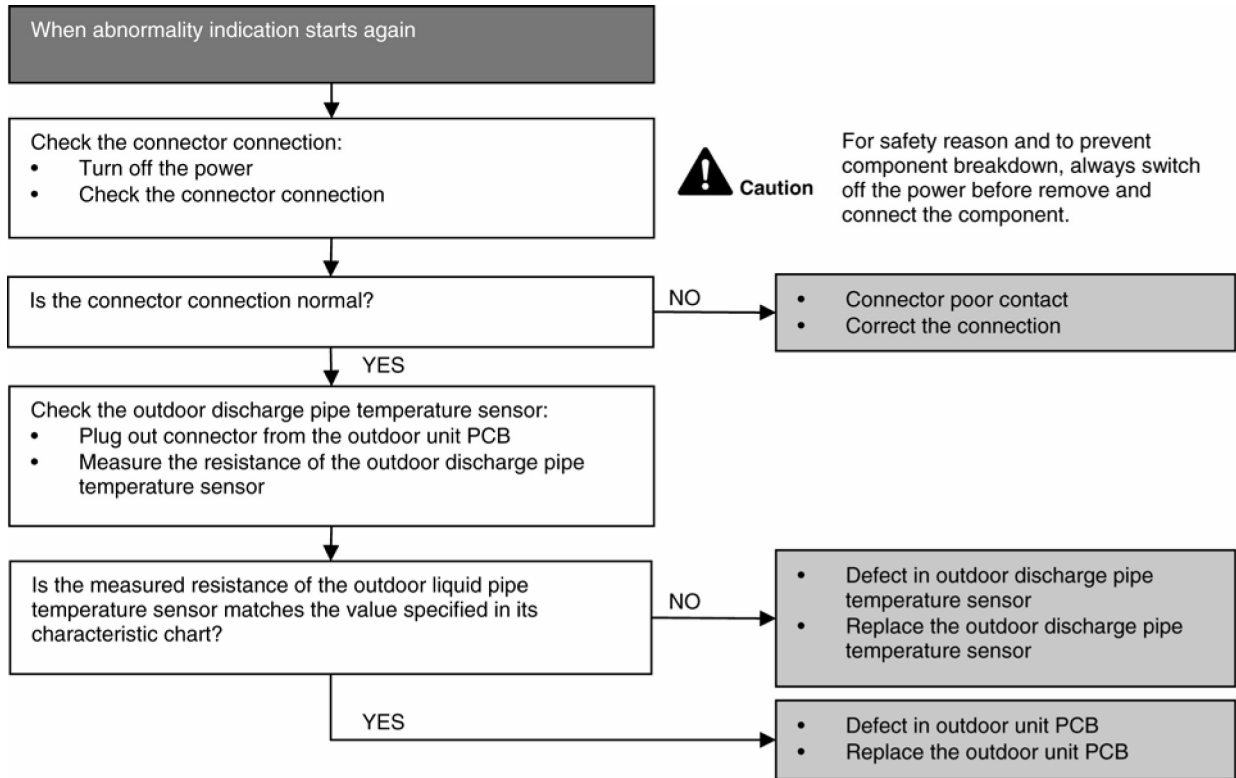 When abnormality indication starts again
Check the connector connection:
• Turn off the power
• Check the connector connection
Caution
For safety reason and to prevent
component breakdown, always switch
off the power before remove and
connect the component.
Is the connector connection normal?
NO
• Connector poor contact
• Correct the connection
YES
Check the outdoor discharge pipe temperature sensor:
• Plug out connector from the outdoor unit PCB
• Measure the resistance of the outdoor discharge pipe
temperature sensor
Is the measured resistance of the outdoor liquid pipe
temperature sensor matches the value specified in its
characteristic chart?
NO
• Defect in outdoor discharge pipe
temperature sensor
• Replace the outdoor discharge pipe
temperature sensor
YES
• Defect in outdoor unit PCB
• Replace the outdoor unit PCB